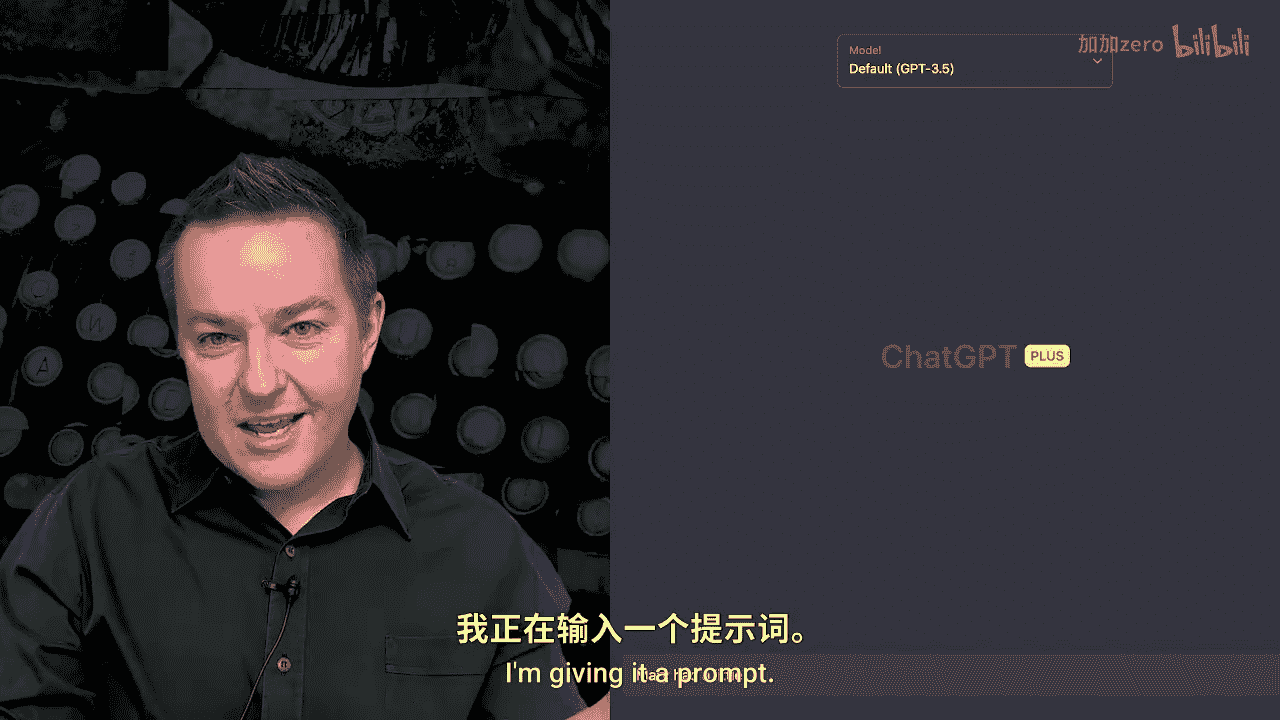 加加zero bilibili
Model
Default (GPT-3.5)
ChatGPT PLUS
我正在输入一个提示词。
I'm giving it a prompt.